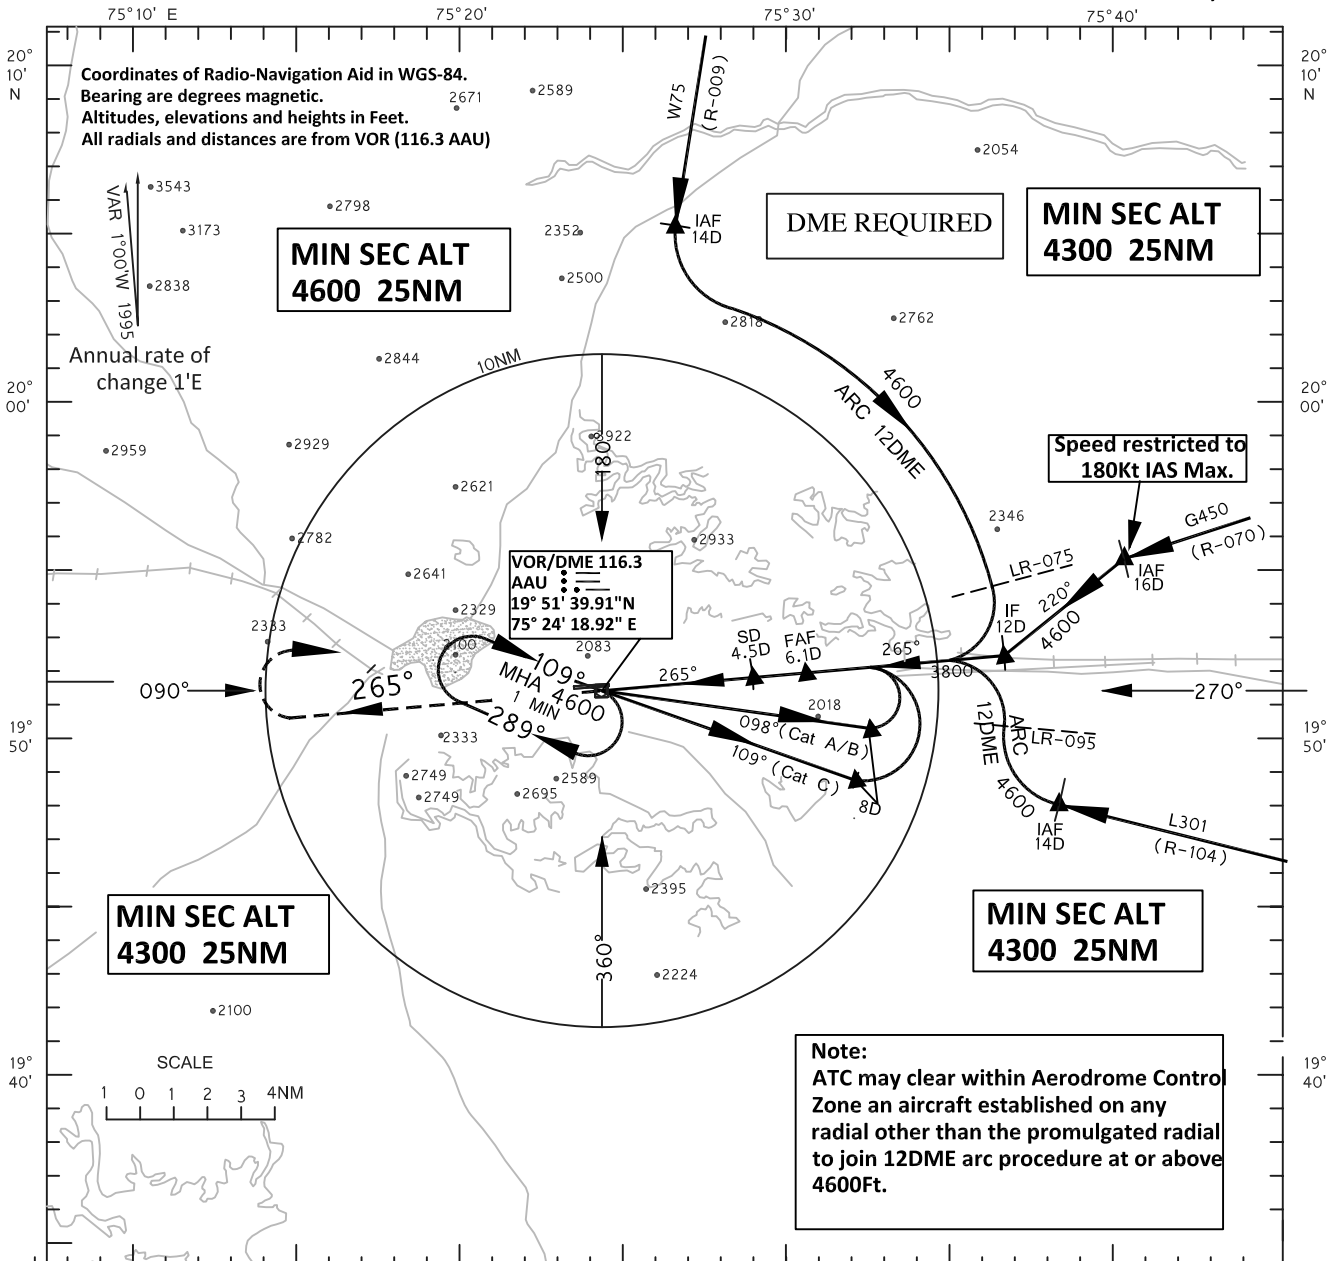 75°10' E
75°20'
75°30'
75°40'
20°
10'
N
20°
10'
N
Coordinates of Radio-Navigation Aid in WGS-84.
Bearing are degrees magnetic.
Altitudes, elevations and heights in Feet.
All radials and distances are from VOR (116.3 AAU)
2671
2589
W75
(R-009)
2054
3543
3173
2838
VAR 1°00'W 1995
Annual rate of
change 1'E
2798
MIN SEC ALT
4600 25NM
2352
2500
IAF
14D
DME REQUIRED
MIN SEC ALT
4300 25NM
2818
2762
2844
10NM
4600
ARC 12DME
20°
00'
20°
00'
2959
2929
2621
2782
2641
2329
2333
2100
180°
2933
Speed restricted to
180Kt IAS Max.
2346
G450
(R-070)
LR-075
IAF
16D
220°
4600
IF
12D
VOR/DME 116.3
AAU
19° 51' 39.91"N
75° 24' 18.92" E
2083
SD
4.5D
FAF
6.1D
265°
265°
3800
090°
265°
109°
MHA 4600
1 MIN
289°
270°
2018
098°(Cat A/B)
109° (Cat C)
8D
12DME
ARC
4600
LR-095
IAF
14D
L301
(R-104)
19°
50'
19°
50'
2333
2749
2749
2589
2695
2395
360°
2224
MIN SEC ALT
4300 25NM
MIN SEC ALT
4300 25NM
2100
SCALE
1 0 1 2 3 4NM
19°
40'
19°
40'
Note:
ATC may clear within Aerodrome Control
Zone an aircraft established on any
radial other than the promulgated radial
to join 12DME arc procedure at or above
4600Ft.